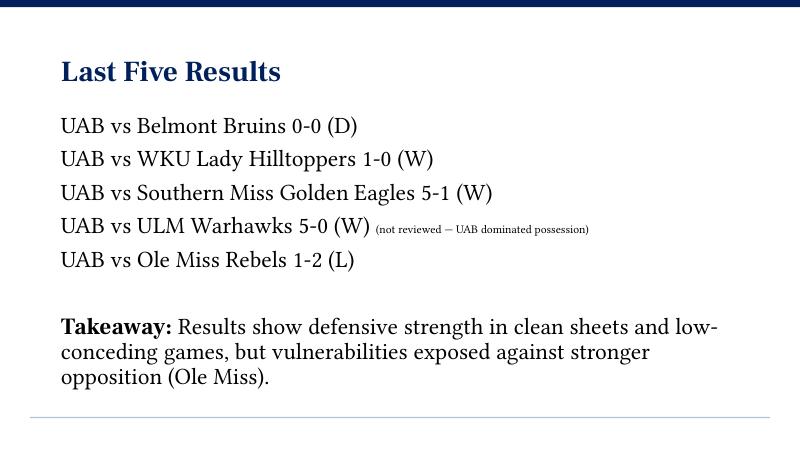 Last Five Results
UAB vs Belmont Bruins 0-0 (D)
UAB vs WKU Lady Hilltoppers 1-0 (W)
UAB vs Southern Miss Golden Eagles 5-1 (W)
UAB vs ULM Warhawks 5-0 (W) (not reviewed — UAB dominated possession)
UAB vs Ole Miss Rebels 1-2 (L)
Takeaway: Results show defensive strength in clean sheets and low-
conceding games, but vulnerabilities exposed against stronger
opposition (Ole Miss).